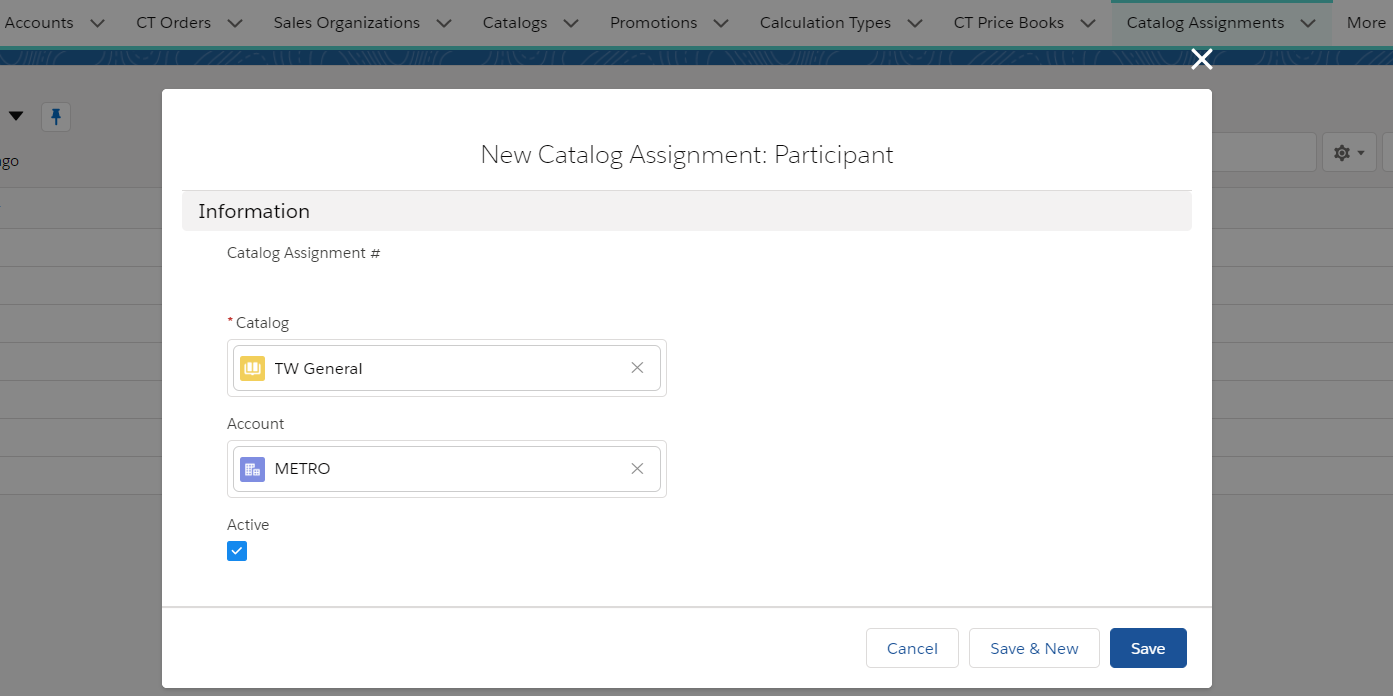 Accounts CT Orders Sales Organizations Catalogs Promotions Calculation Types CT Price Books Catalog Assignments More
New Catalog Assignment: Participant
Information
Catalog Assignment #
* Catalog
TW General
Account
METRO
Active
Cancel Save & New Save